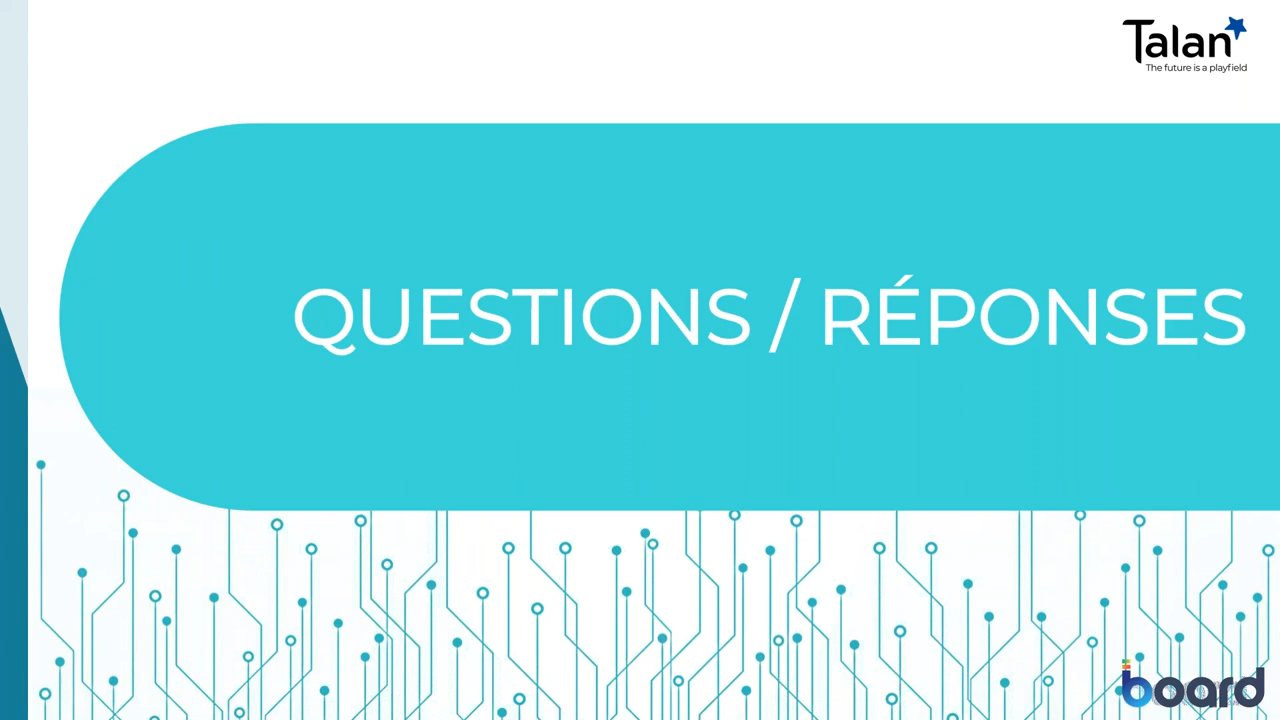 Talan
The future is a playfield
QUESTIONS / RÉPONSES
board